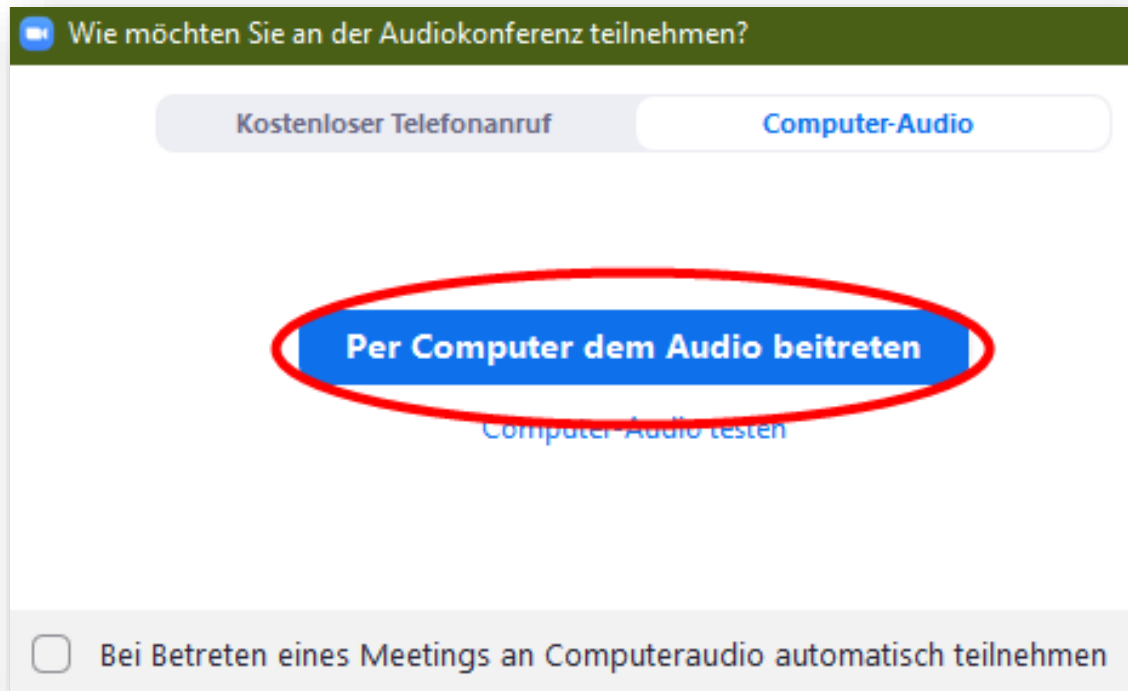 Wie möchten Sie an der Audiokonferenz teilnehmen?
Kostenloser Telefonanruf Computer-Audio
Per Computer dem Audio beitreten
Computer-Audio testen
Bei Betreten eines Meetings an Computeraudio automatisch teilnehmen